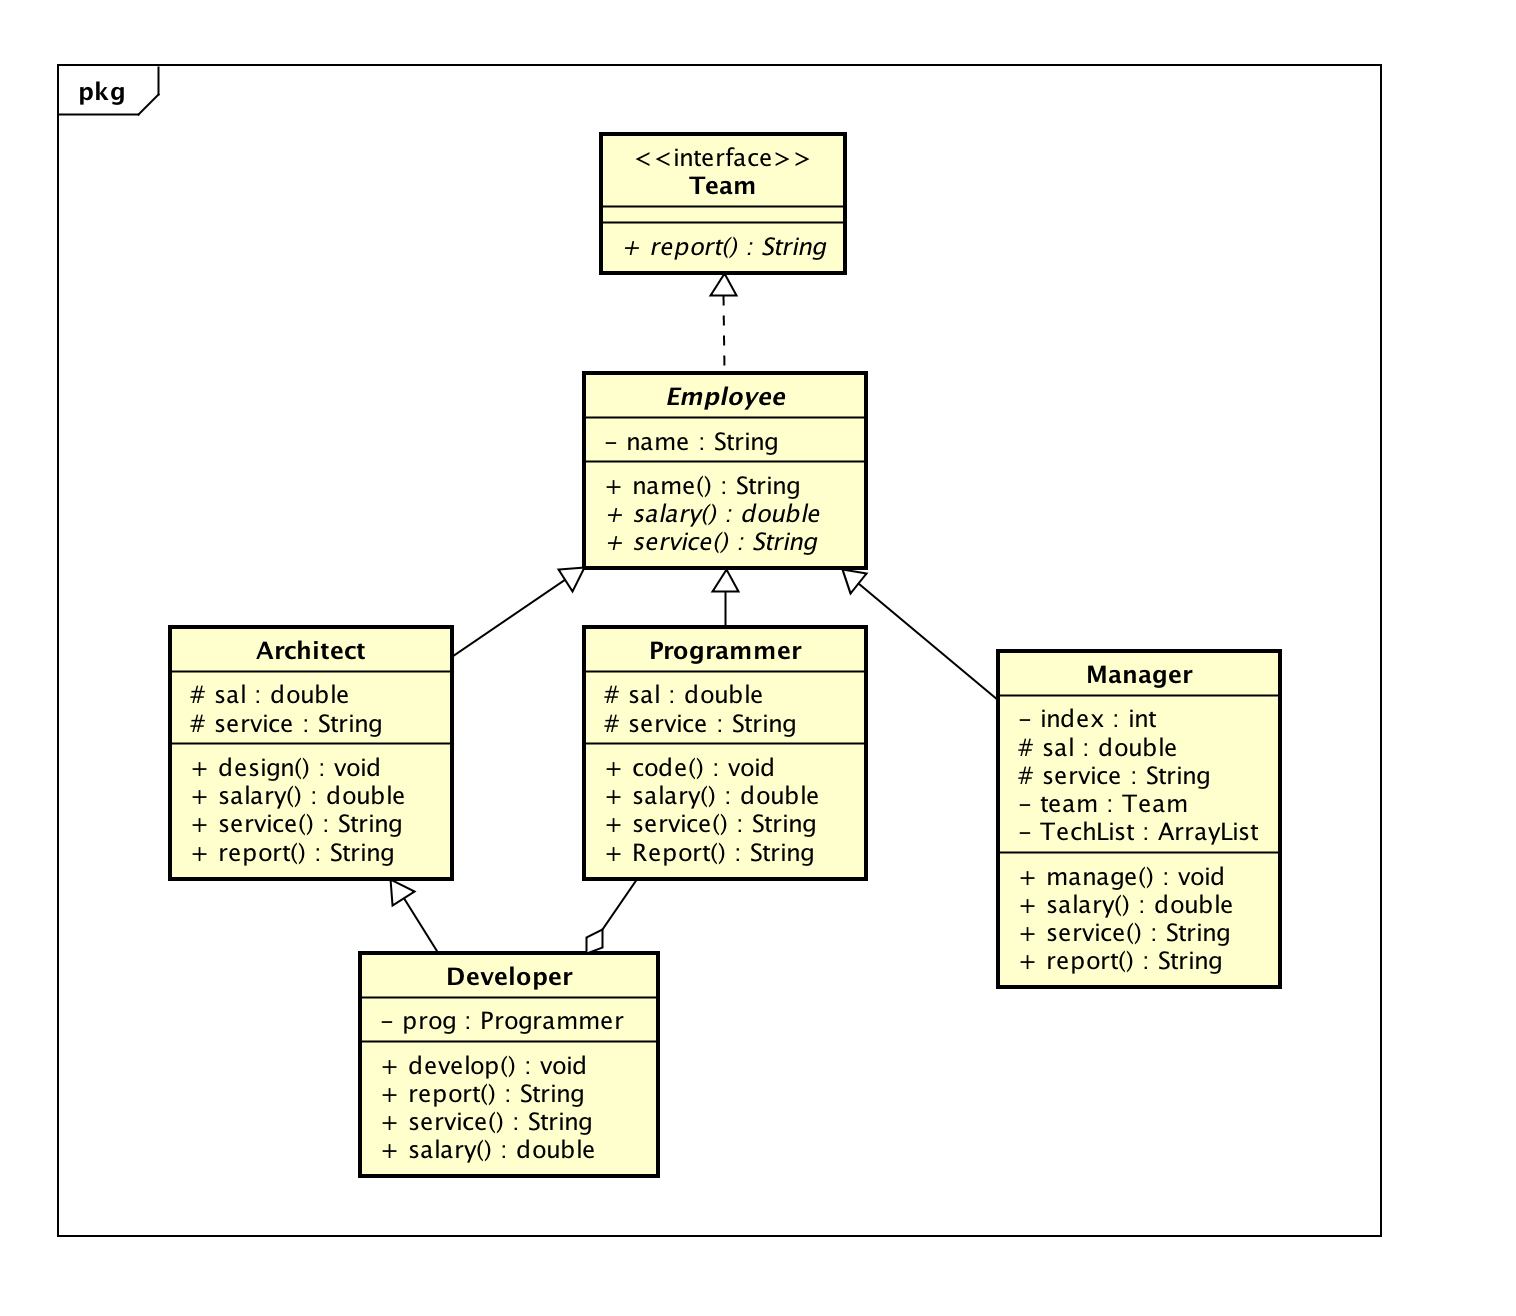 pkg
<<interface>>
Team
+ report() : String
Employee
- name : String
+ name() : String
+ salary() : double
+ service() : String
Architect
# sal : double
# service : String
+ design() : void
+ salary() : double
+ service() : String
+ report() : String
Programmer
# sal : double
# service : String
+ code() : void
+ salary() : double
+ service() : String
+ Report() : String
Manager
- index : int
# sal : double
# service : String
- team : Team
- TechList : ArrayList
+ manage() : void
+ salary() : double
+ service() : String
+ report() : String
Developer
- prog : Programmer
+ develop() : void
+ report() : String
+ service() : String
+ salary() : double